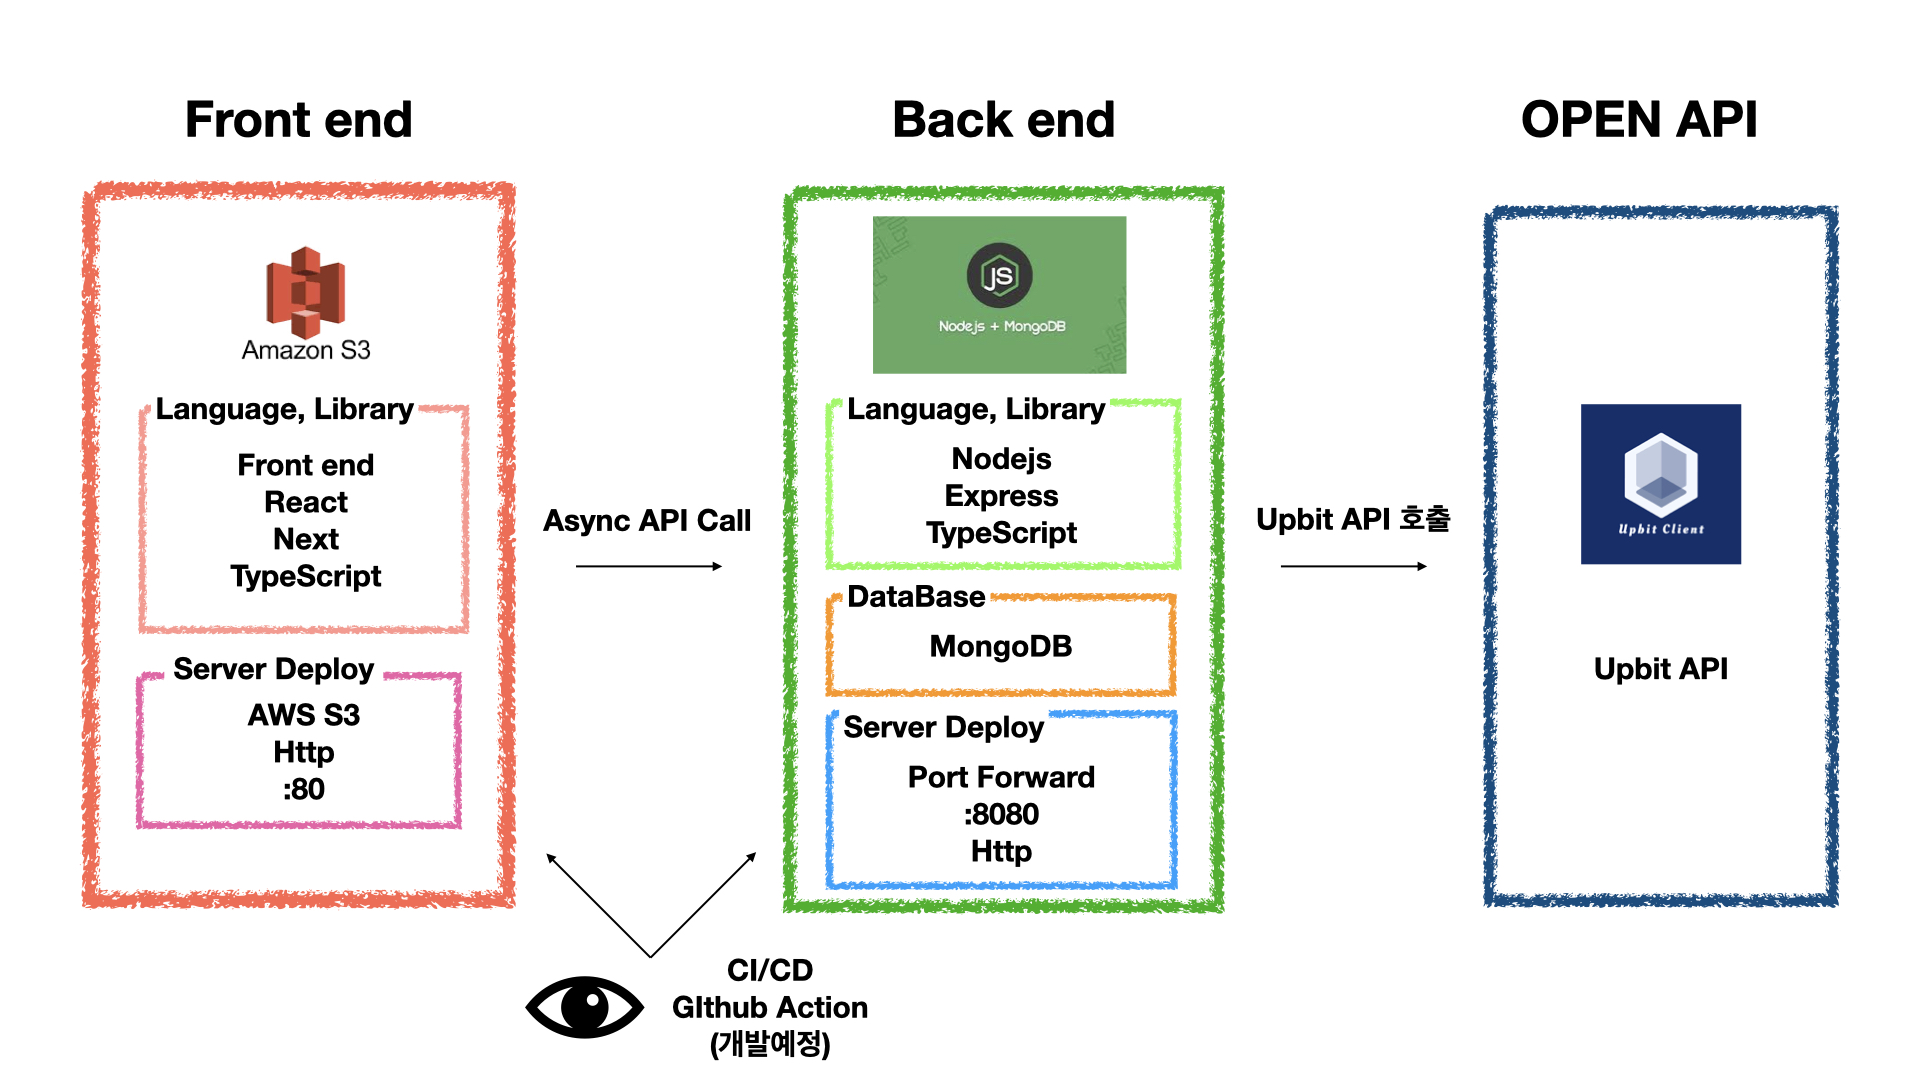 Front end
Amazon S3
Language, Library
Front end
React
Next
TypeScript
Server Deploy
AWS S3
Http
:80
Async API Call
Back end
JS
Nodejs + MongoDB
Language, Library
Nodejs
Express
TypeScript
DataBase
MongoDB
Server Deploy
Port Forward
:8080
Http
Upbit API 호출
OPEN API
Upbit Client
Upbit API
CI/CD
GIthub Action
(개발예정)